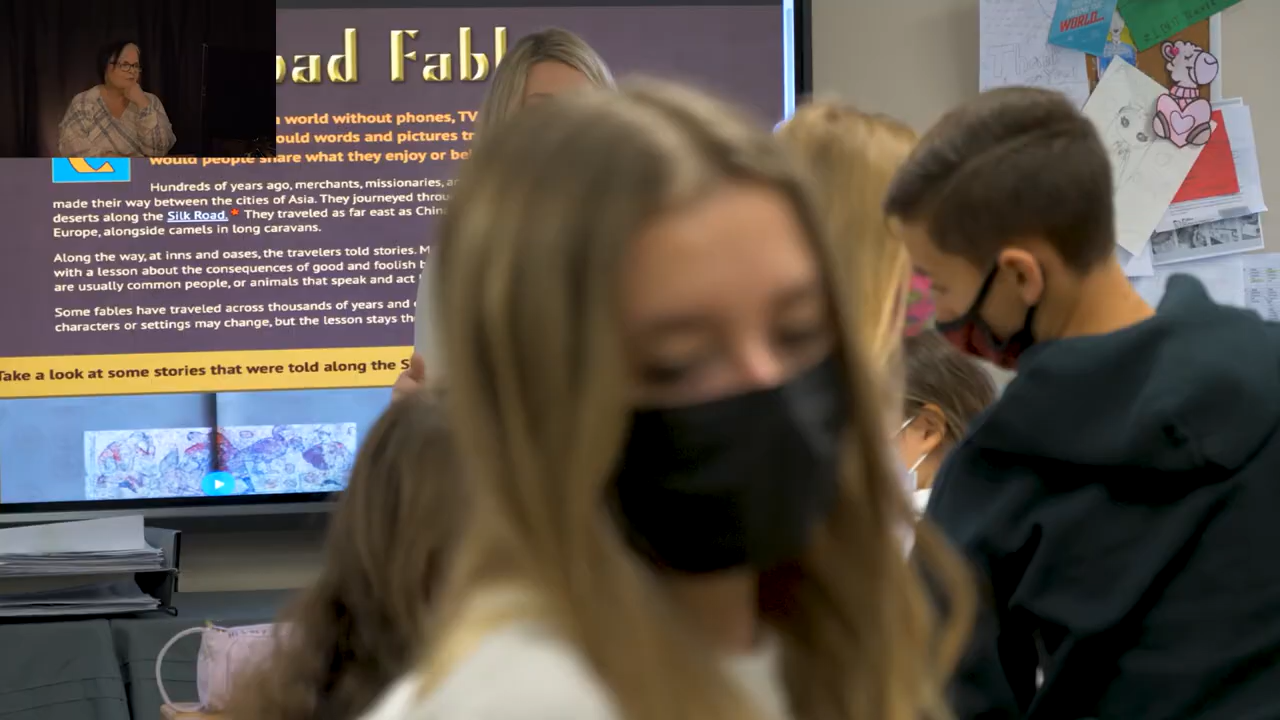 oad Fabl
a world without phones, TV
ould words and pictures tr
would people share what they enjoy or be
Hundreds of years ago, merchants, missionaries, a
made their way between the cities of Asia. They journeyed throu
deserts along the Silk Road.* They traveled as far east as Chin
Europe, alongside camels in long caravans.
Along the way, at inns and oases, the travelers told stories. M
with a lesson about the consequences of good and foolish b
are usually common people, or animals that speak and act
Some fables have traveled across thousands of years and
characters or settings may change, but the lesson stays th
Take a look at some stories that were told along the S
WORLD...